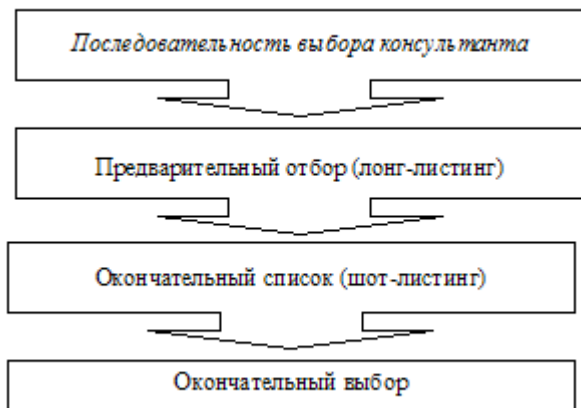 Последовательность выбора консультанта
Предварительный отбор (лонг-листинг)
Окончательный список (шот-листинг)
Окончательный выбор